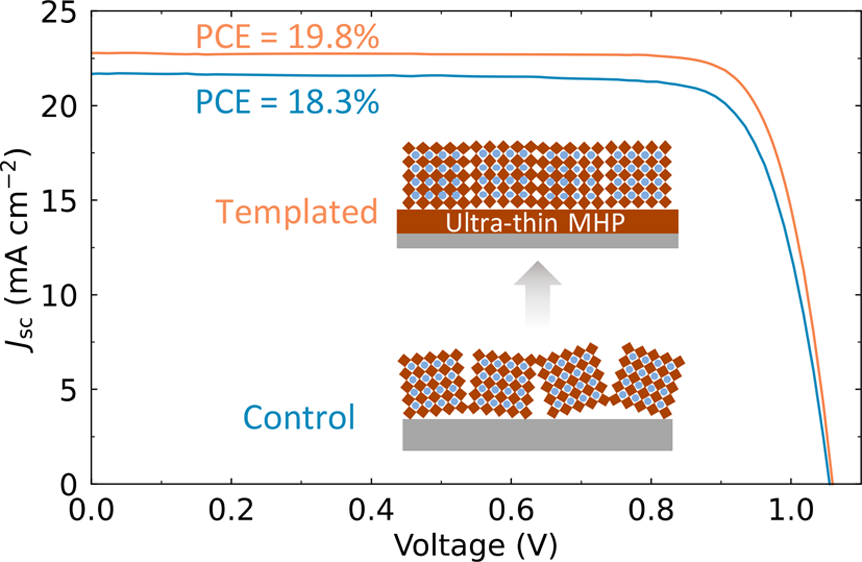 25
20
15
10
5
0
J_sc (mA cm⁻²)
PCE = 19.8%
PCE = 18.3%
Templated
Ultra-thin MHP
Control
0.0 0.2 0.4 0.6 0.8 1.0
Voltage (V)